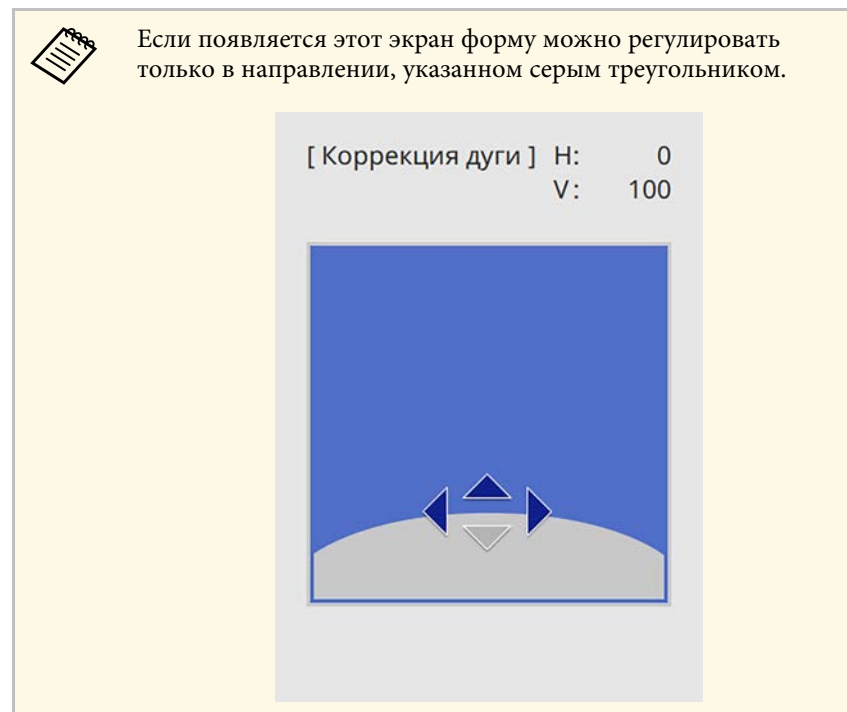 Если появляется этот экран форму можно регулировать
только в направлении, указанном серым треугольником.
[ Коррекция дуги ] H: 0
V: 100